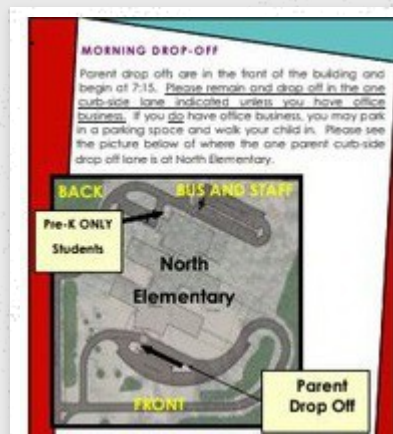 MORNING DROP-OFF
Parent drop offs are in the front of the building and
begin at 7:15. Please remain and drop off in the one
curb-side lane indicated unless you have office
business. If you do have office business, you may park
in a parking space and walk your child in. Please see
the picture below of where the one parent curb-side
drop off lane is at North Elementary.
BACK
BUS AND STAFF
Pre-K ONLY
Students
North
Elementary
Parent
Drop Off
FRONT